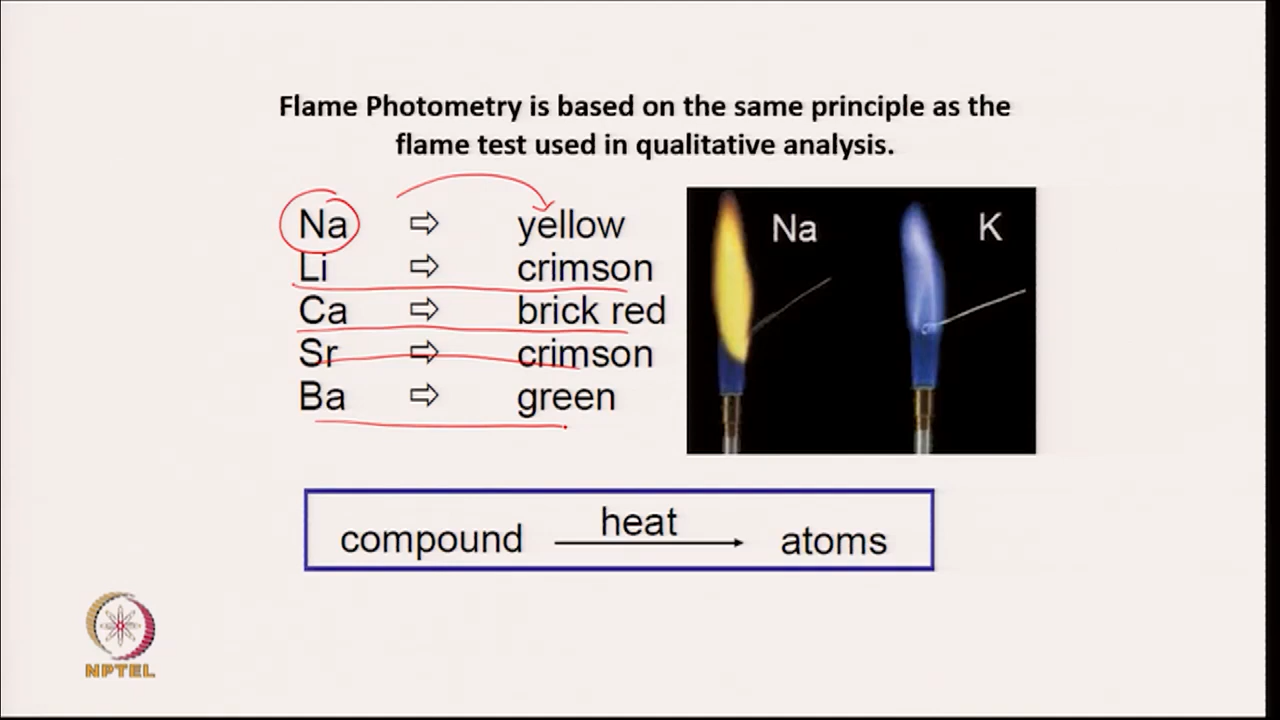 Flame Photometry is based on the same principle as the
flame test used in qualitative analysis.
Na ⇨ yellow
Li ⇨ crimson
Ca ⇨ brick red
Sr ⇨ crimson
Ba ⇨ green
Na K
heat
compound atoms
NPTEL